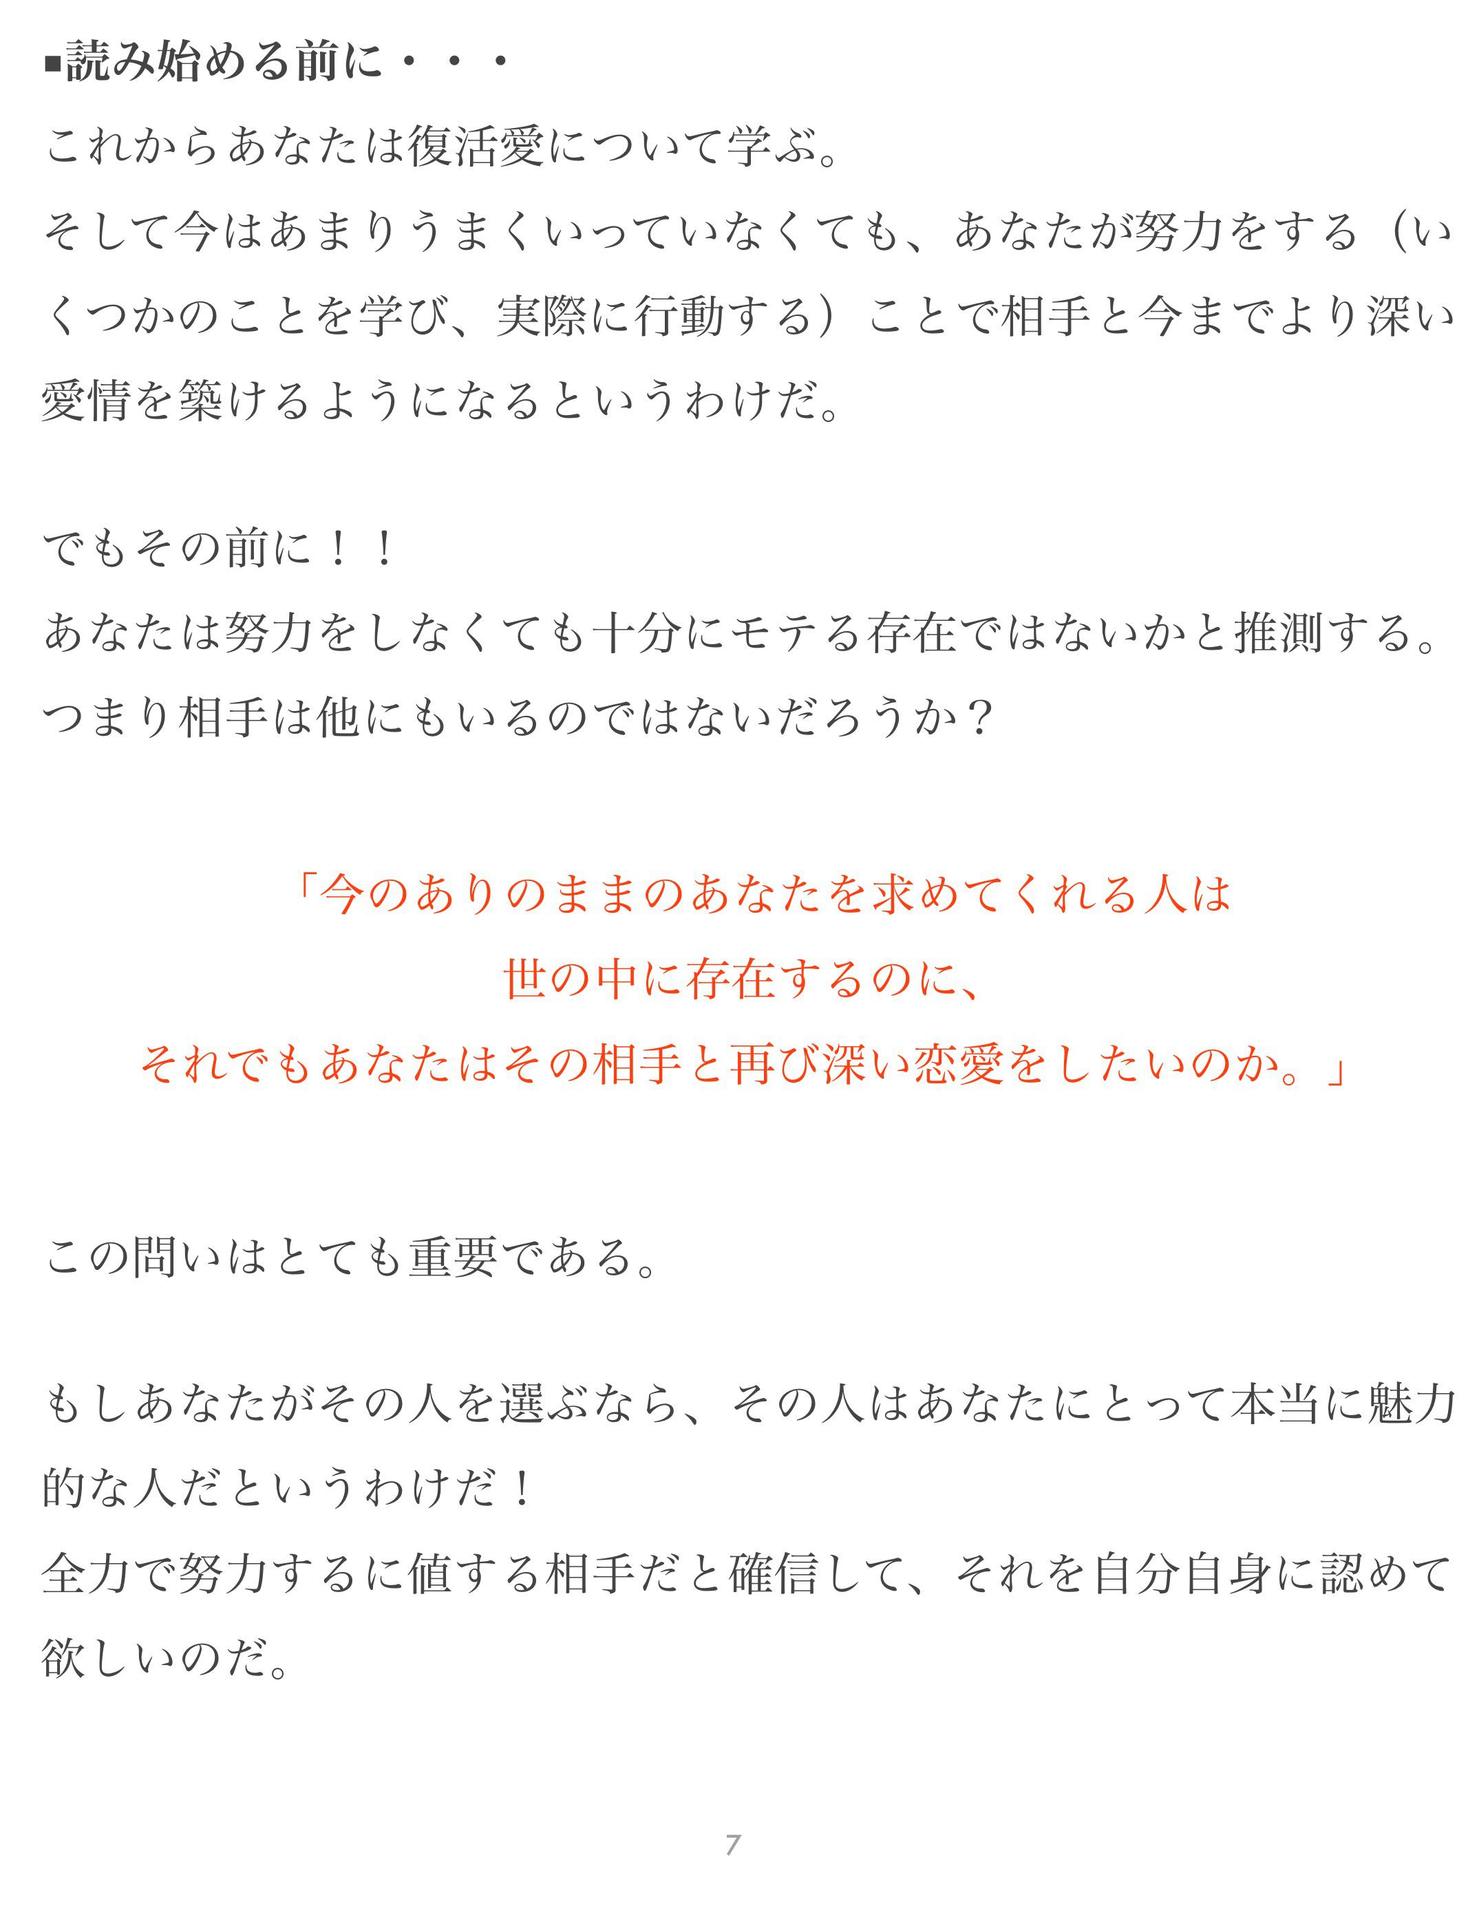 ▪読み始める前に・・・
これからあなたは復活愛について学ぶ。
そして今はあまりうまくいっていなくても、あなたが努力をする（い
くつかのことを学び、実際に行動する）ことで相手と今までより深い
愛情を築けるようになるというわけだ。
でもその前に！！
あなたは努力をしなくても十分にモテる存在ではないかと推測する。
つまり相手は他にもいるのではないだろうか？
「今のありのままのあなたを求めてくれる人は
世の中に存在するのに、
それでもあなたはその相手と再び深い恋愛をしたいのか。」
この問いはとても重要である。
もしあなたがその人を選ぶなら、その人はあなたにとって本当に魅力
的な人だというわけだ！
全力で努力するに値する相手だと確信して、それを自分自身に認めて
欲しいのだ。
7